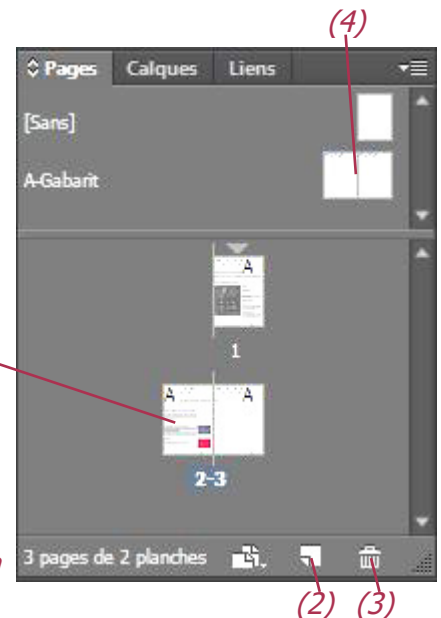 (4)
Pages Calques Liens
[Sans]
A-Gabarit
A
1
A A
2-3
3 pages de 2 planches
(2) (3)